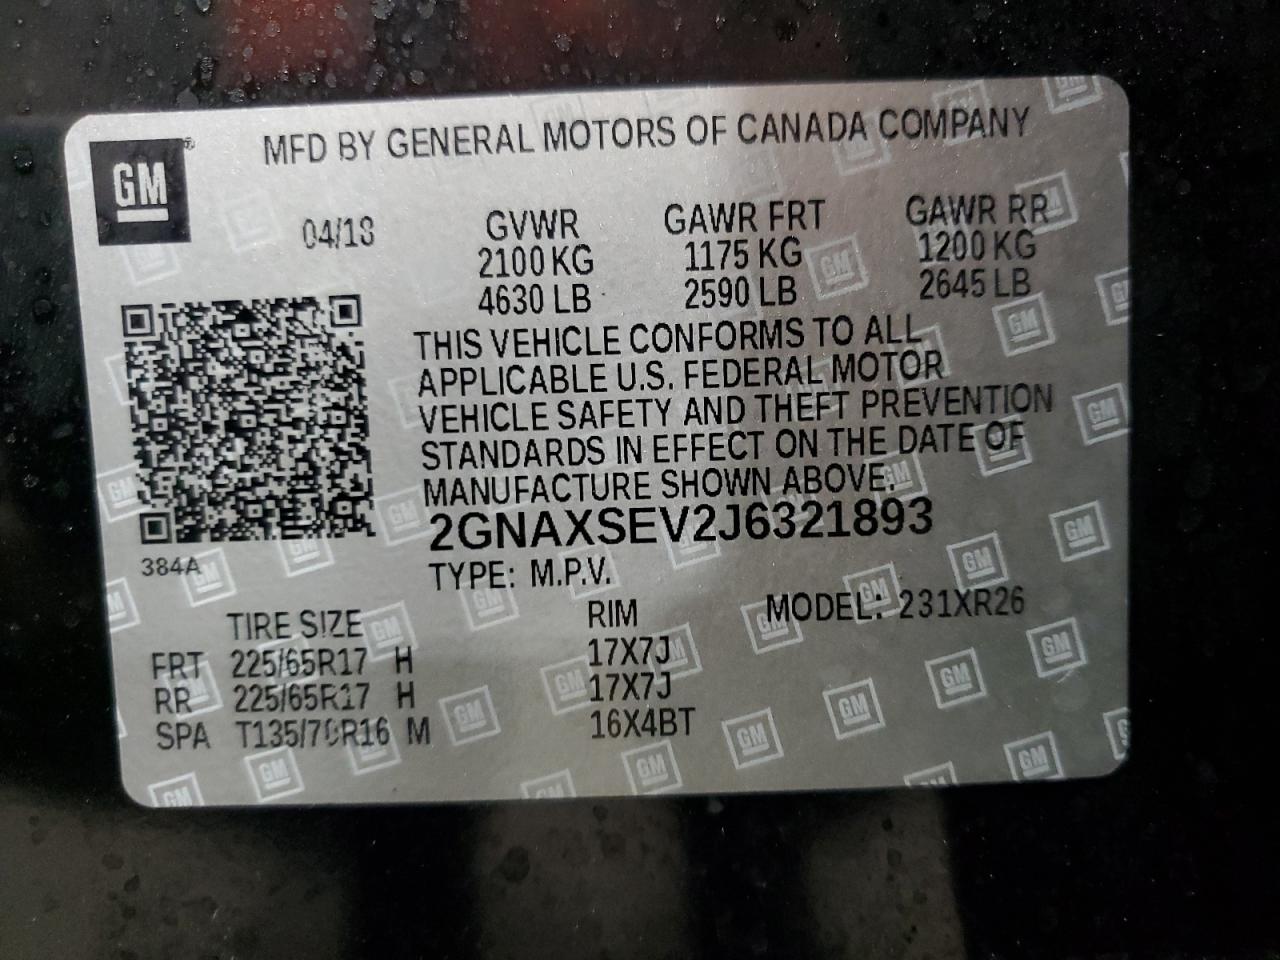 GM
MFD BY GENERAL MOTORS OF CANADA COMPANY
04/18 GVWR GAWR FRT GAWR RR
2100 KG 1175 KG 1200 KG
4630 LB 2590 LB 2645 LB
THIS VEHICLE CONFORMS TO ALL
APPLICABLE U.S. FEDERAL MOTOR
VEHICLE SAFETY AND THEFT PREVENTION
STANDARDS IN EFFECT ON THE DATE OF
MANUFACTURE SHOWN ABOVE.
2GNAXSEV2J6321893
384A
TYPE: M.P.V.
TIRE SIZE RIM MODEL: 231XR26
FRT 225/65R17 H 17X7J
RR 225/65R17 H 17X7J
SPA T135/70R16 M 16X4BT